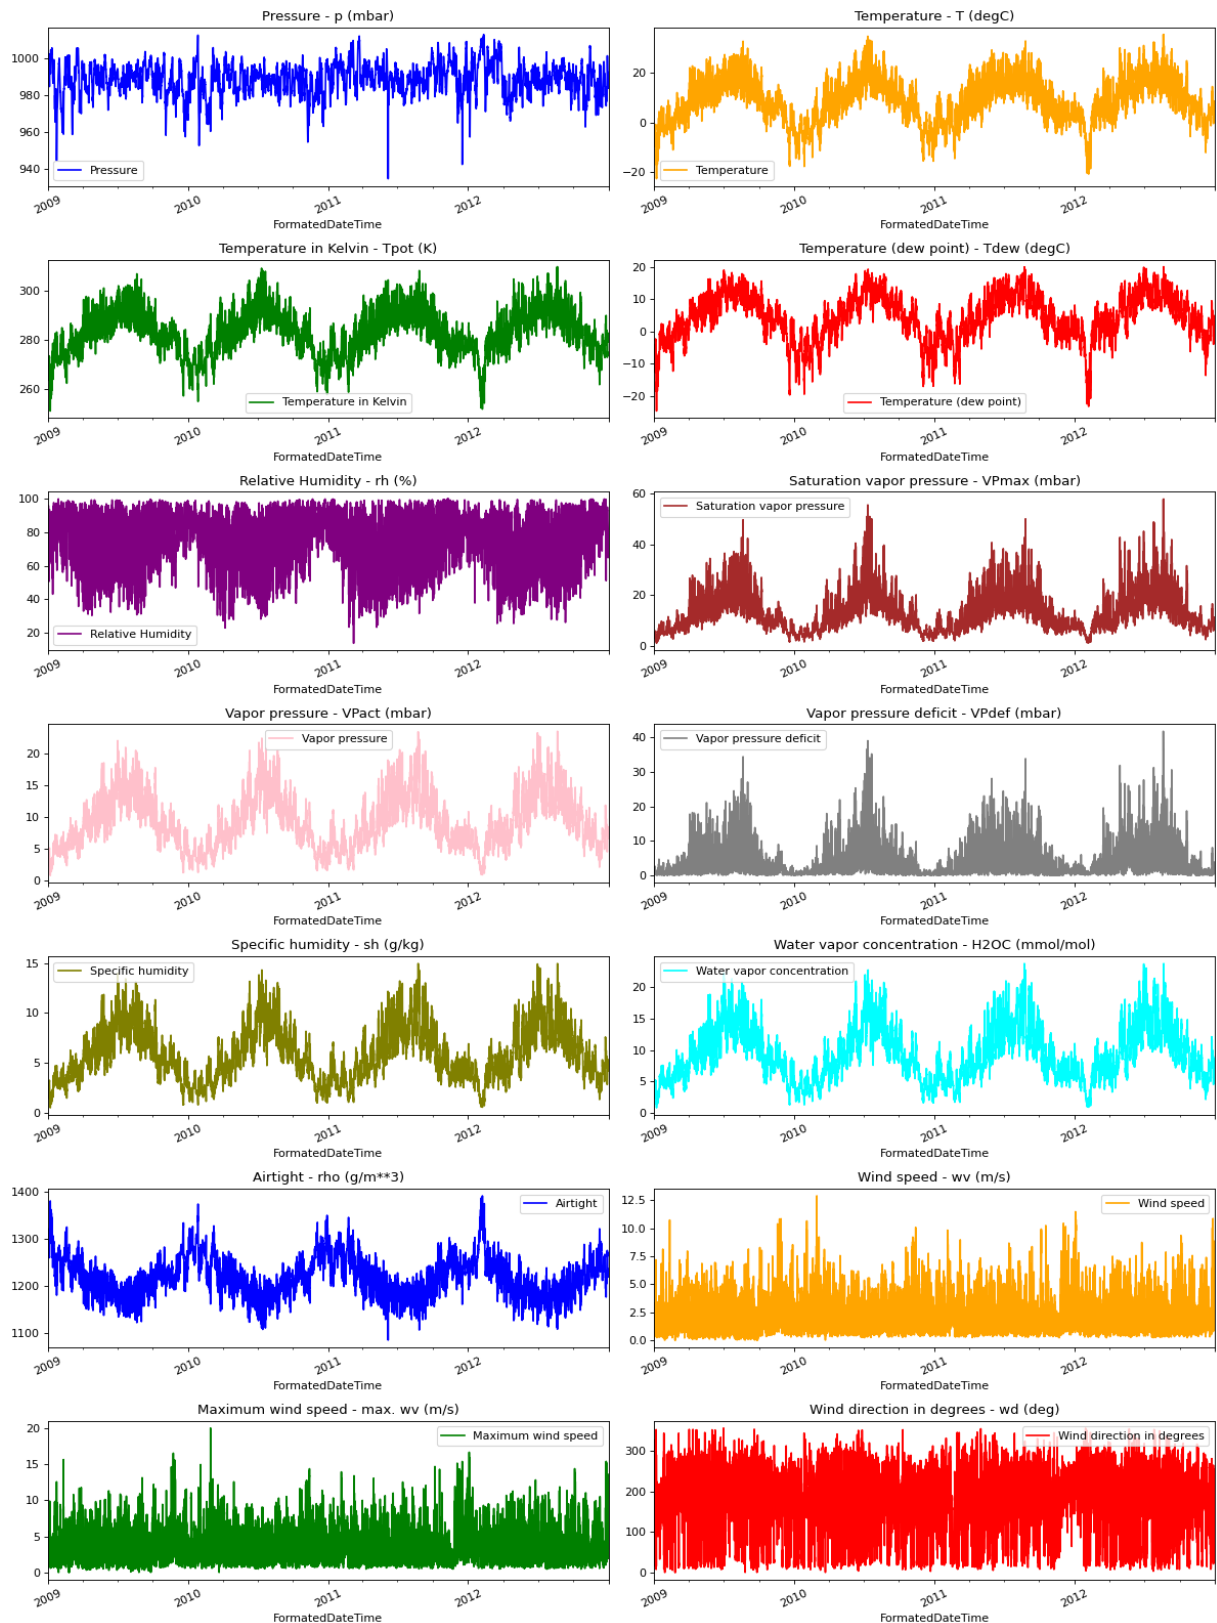 Pressure - p (mbar)
1000
980
960
940
Pressure
2009
2010
2011
2012
FormatedDateTime
Temperature - T (degC)
20
0
−20
Temperature
2009
2010
2011
2012
FormatedDateTime
Temperature in Kelvin - Tpot (K)
300
280
260
Temperature in Kelvin
2009
2010
2011
2012
FormatedDateTime
Temperature (dew point) - Tdew (degC)
20
10
0
−10
−20
Temperature (dew point)
2009
2010
2011
2012
FormatedDateTime
Relative Humidity - rh (%)
100
80
60
40
20
Relative Humidity
2009
2010
2011
2012
FormatedDateTime
Saturation vapor pressure - VPmax (mbar)
60
40
20
0
Saturation vapor pressure
2009
2010
2011
2012
FormatedDateTime
Vapor pressure - VPact (mbar)
20
15
10
5
0
Vapor pressure
2009
2010
2011
2012
FormatedDateTime
Vapor pressure deficit - VPdef (mbar)
40
30
20
10
0
Vapor pressure deficit
2009
2010
2011
2012
FormatedDateTime
Specific humidity - sh (g/kg)
15
10
5
0
Specific humidity
2009
2010
2011
2012
FormatedDateTime
Water vapor concentration - H2OC (mmol/mol)
20
15
10
5
0
Water vapor concentration
2009
2010
2011
2012
FormatedDateTime
Airtight - rho (g/m**3)
1400
1300
1200
1100
Airtight
2009
2010
2011
2012
FormatedDateTime
Wind speed - wv (m/s)
12.5
10.0
7.5
5.0
2.5
0.0
Wind speed
2009
2010
2011
2012
FormatedDateTime
Maximum wind speed - max. wv (m/s)
20
15
10
5
0
Maximum wind speed
2009
2010
2011
2012
FormatedDateTime
Wind direction in degrees - wd (deg)
300
200
100
0
Wind direction in degrees
2009
2010
2011
2012
FormatedDateTime